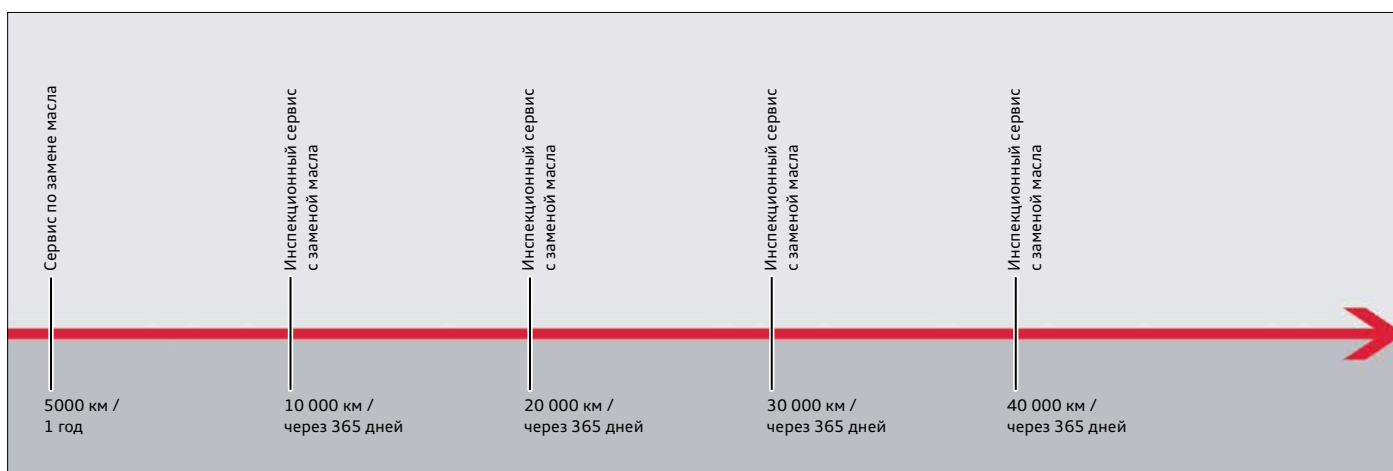 Сервис по замене масла
Инспекционный сервис
с заменой масла
Инспекционный сервис
с заменой масла
Инспекционный сервис
с заменой масла
Инспекционный сервис
с заменой масла
5000 км /
1 год
10 000 км /
через 365 дней
20 000 км /
через 365 дней
30 000 км /
через 365 дней
40 000 км /
через 365 дней